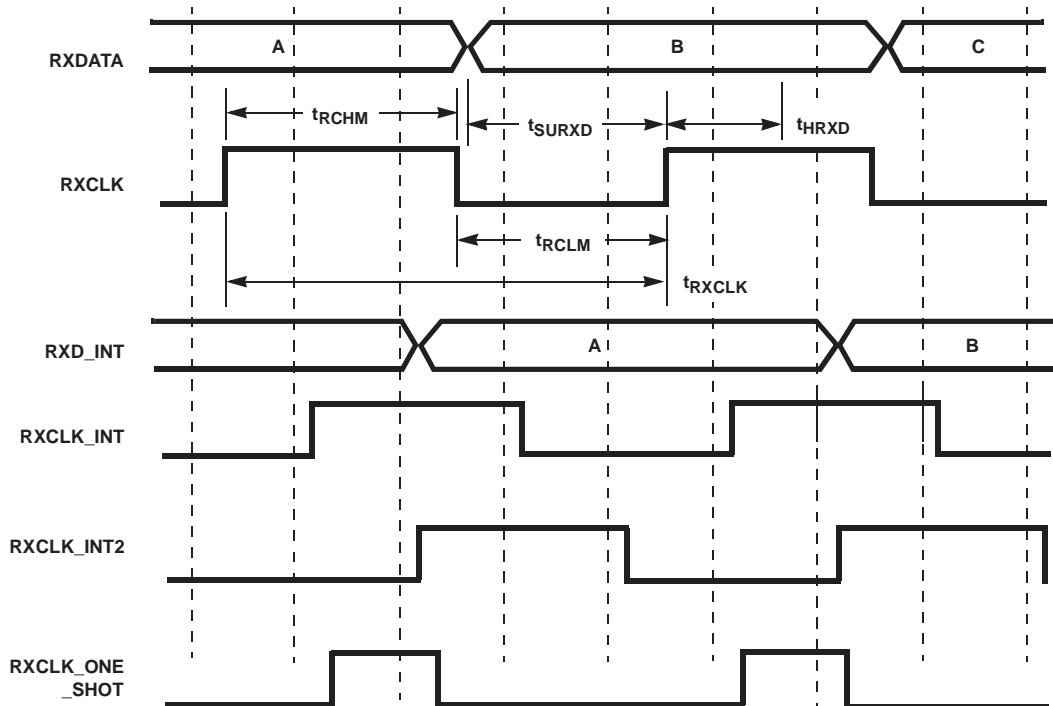 RXDATA
A
B
C
tRCHM
tSURXD
tHRXD
RXCLK
tRCLM
tRXCLK
RXD_INT
A
B
RXCLK_INT
RXCLK_INT2
RXCLK_ONE
_SHOT